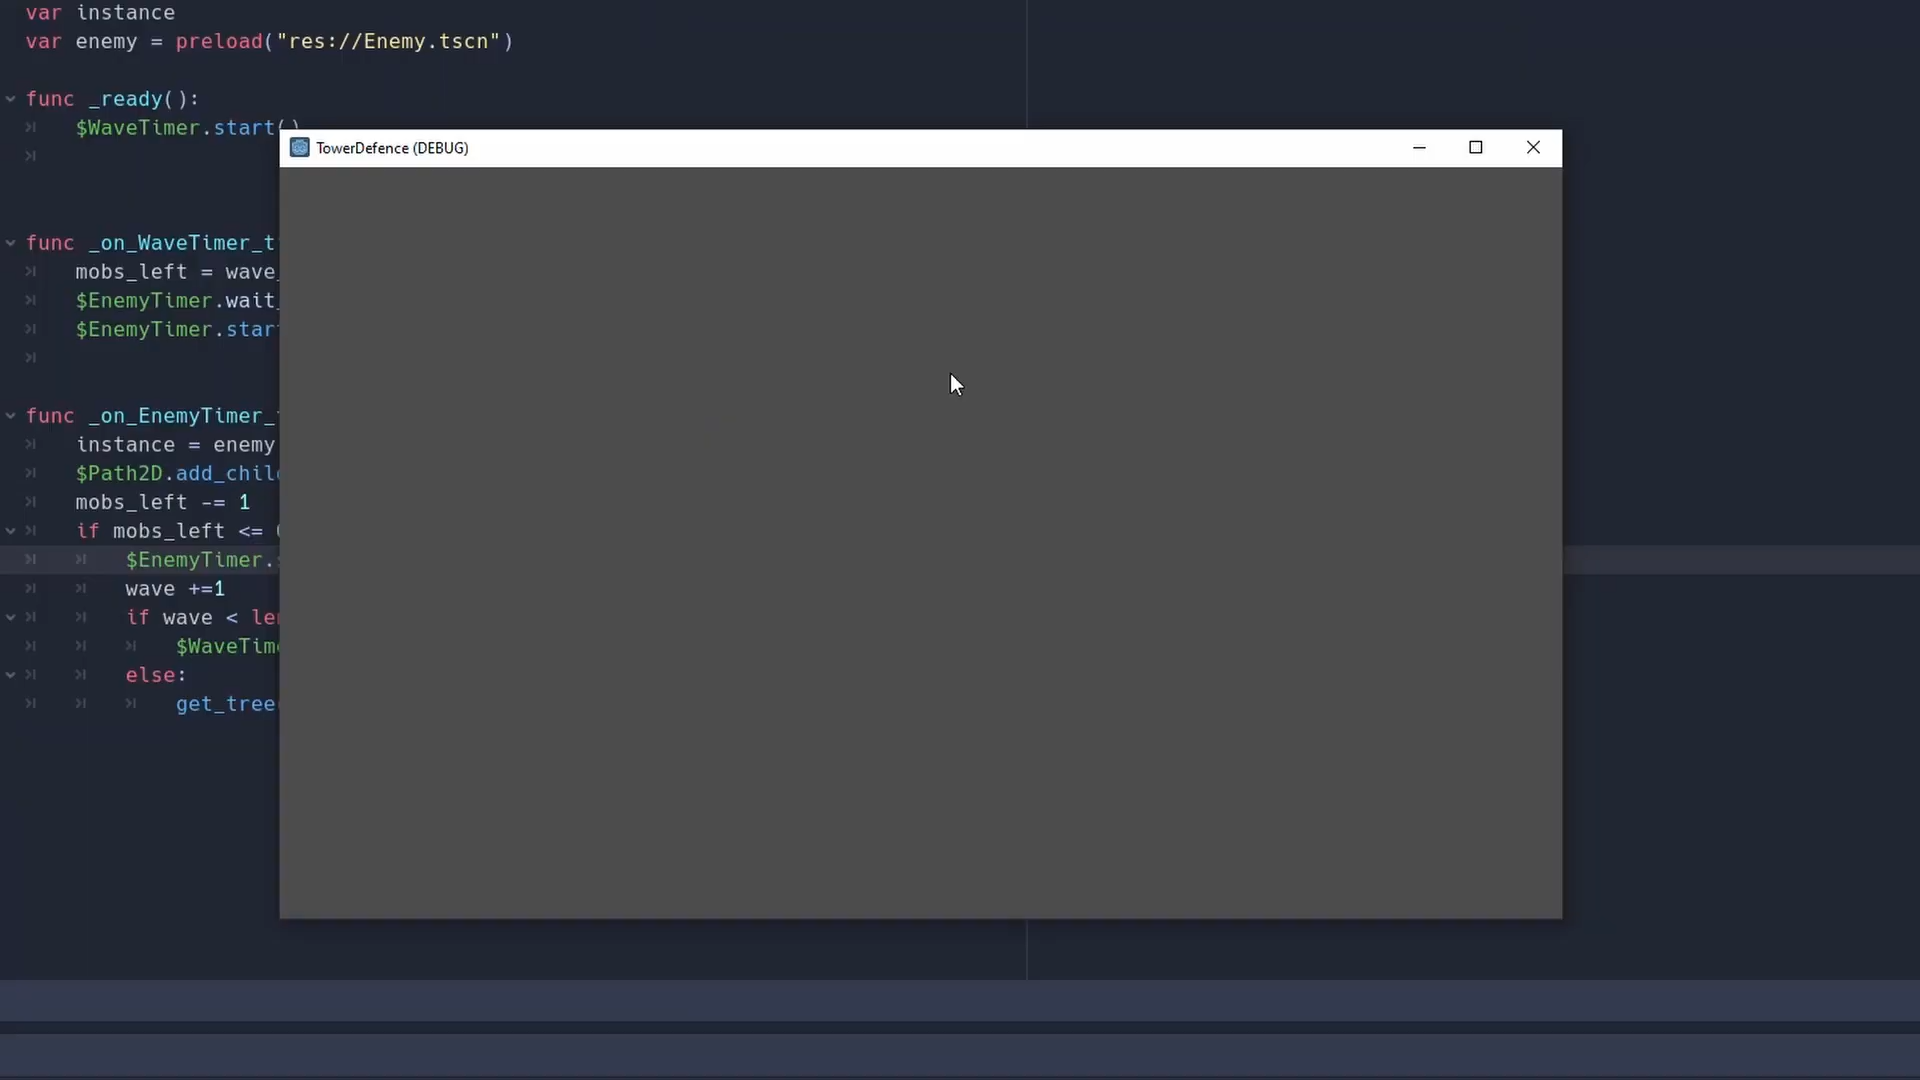 var instance
var enemy = preload("res://Enemy.tscn")
func _ready():
$WaveTimer.start()
TowerDefence (DEBUG)
func _on_WaveTimer_t
mobs_left = wave_
$EnemyTimer.wait_
$EnemyTimer.star
func _on_EnemyTimer_
instance = enemy
$Path2D.add_chil
mobs_left -= 1
if mobs_left <=
$EnemyTimer.
wave +=1
if wave < le
$WaveTim
else:
get_tree